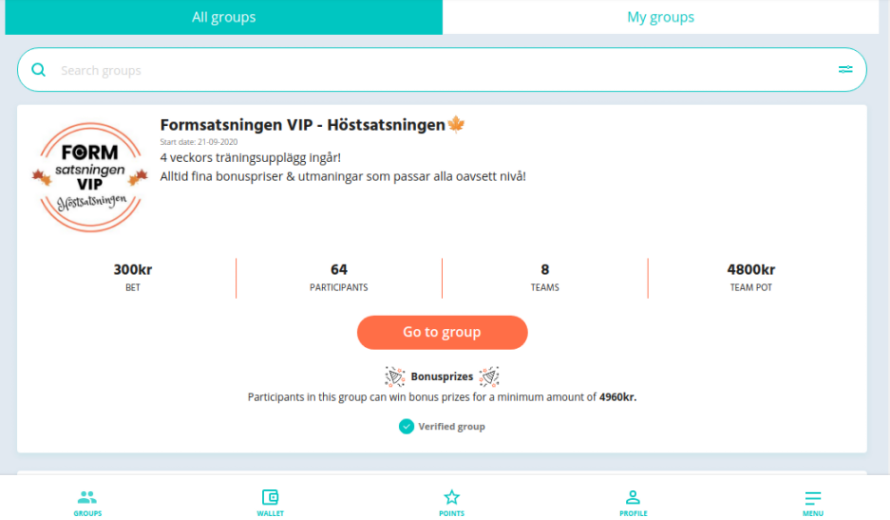 All groups
My groups
Search groups
Formsatsningen VIP - Höstsatsningen🍁
Start date: 21-09-2020
4 veckors träningsupplägg ingår!
Alltid fina bonuspriser & utmaningar som passar alla oavsett nivå!
FORM
satsningen
VIP
Höstsatsningen
300kr
BET
64
PARTICIPANTS
8
TEAMS
4800kr
TEAM POT
Go to group
Bonusprizes
Participants in this group can win bonus prizes for a minimum amount of 4960kr.
Verified group
GROUPS
WALLET
POINTS
PROFILE
MENU